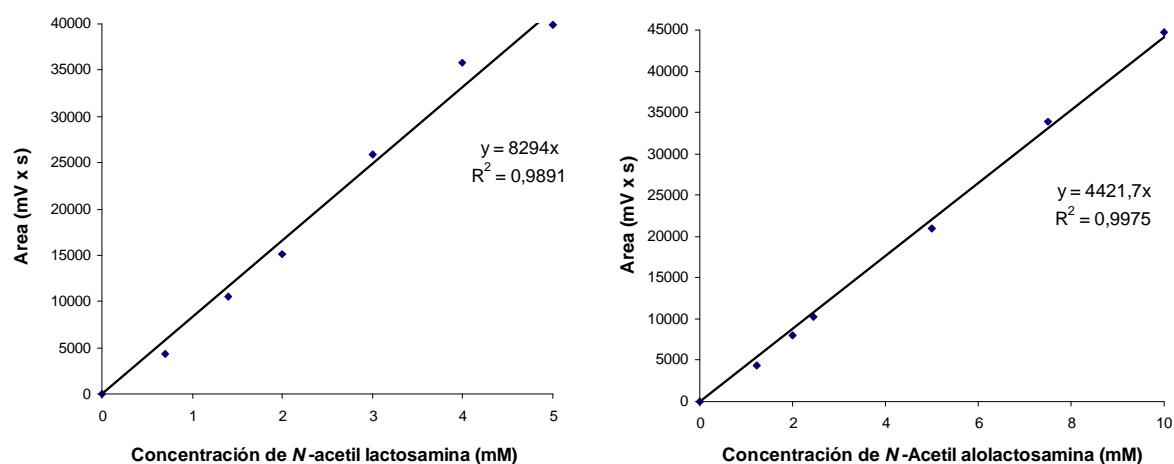 40000
35000
30000
25000
20000
15000
10000
5000
0
Area (mV x s)
y = 8294x
R² = 0,9891
0 1 2 3 4 5
Concentración de N-acetil lactosamina (mM)
45000
40000
35000
30000
25000
20000
15000
10000
5000
0
Area (mV x s)
y = 4421,7x
R² = 0,9975
0 2 4 6 8 10
Concentración de N-Acetil alolactosamina (mM)